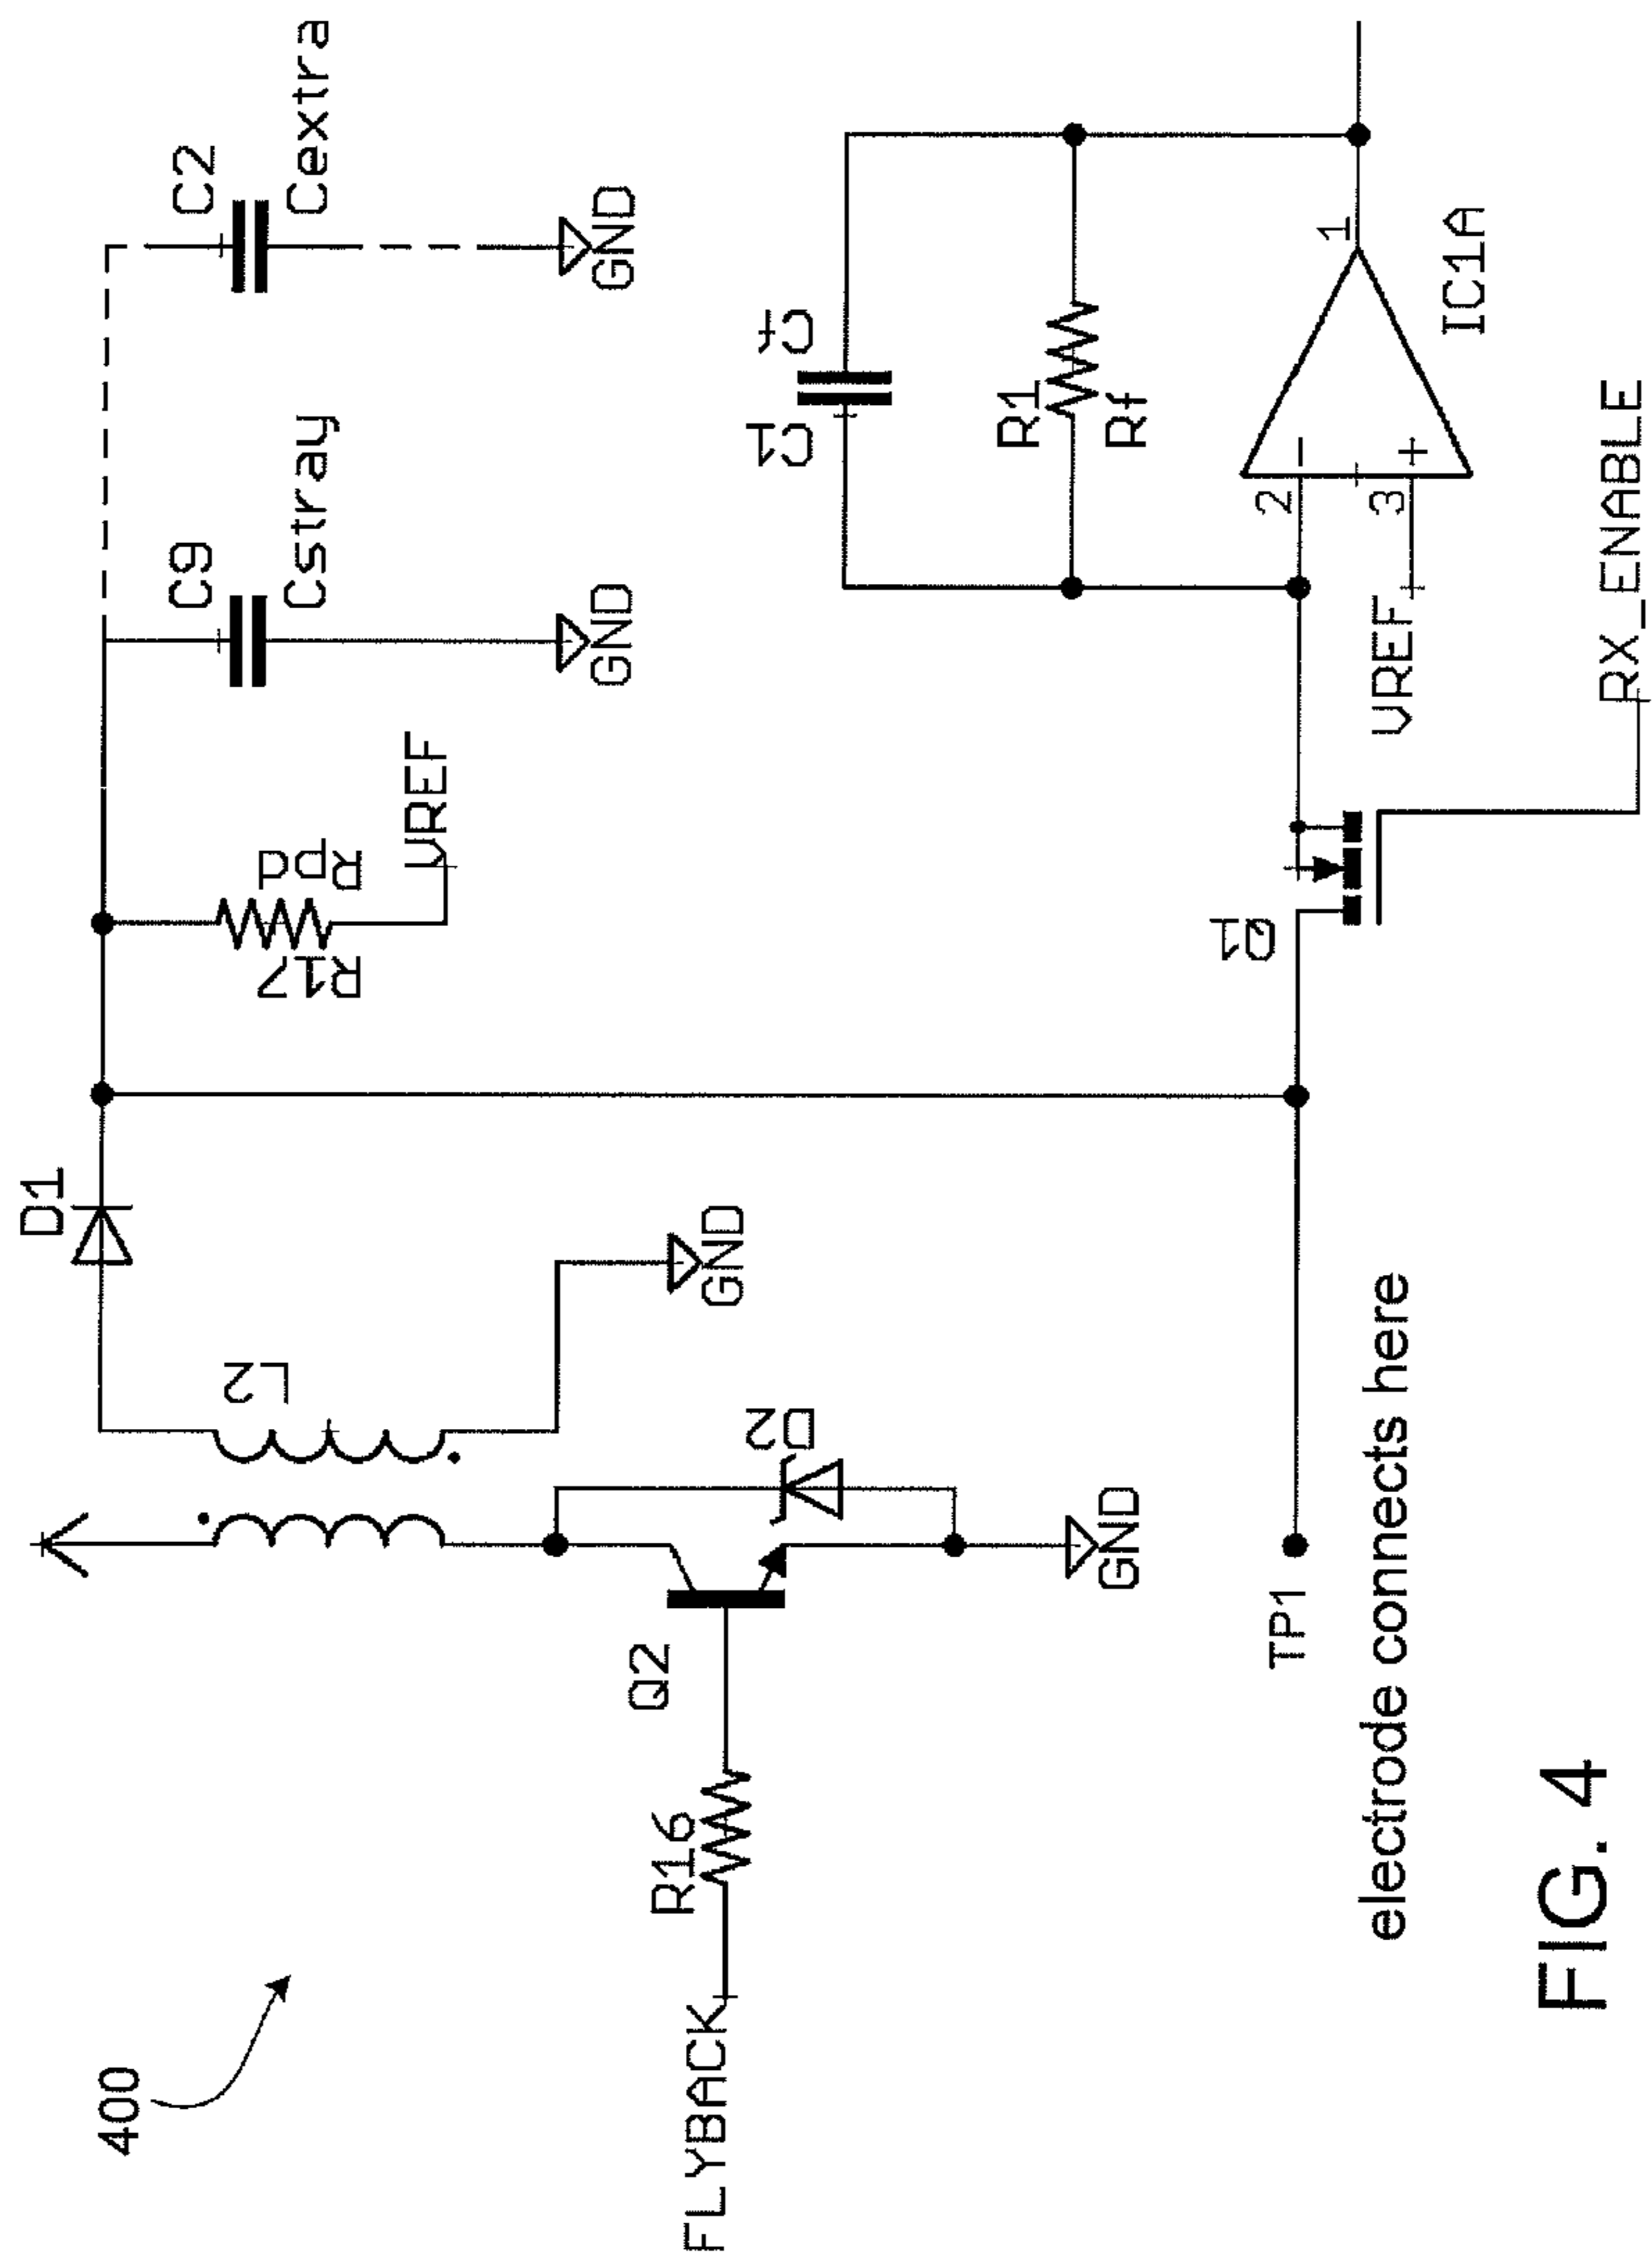 400
FLYBACK
R16
Q2
D2
GND
L2
GND
D1
R17
Rpd
VREF
C9
Cstray
GND
C2
Cextra
GND
TP1
electrode connects here
Q1
RX_ENABLE
C1
Cf
R1
Rf
2
-
3
+
1
VREF
IC1A
FIG. 4